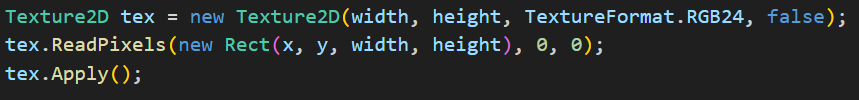 Texture2D tex = new Texture2D(width, height, TextureFormat.RGB24, false);
tex.ReadPixels(new Rect(x, y, width, height), 0, 0);
tex.Apply();